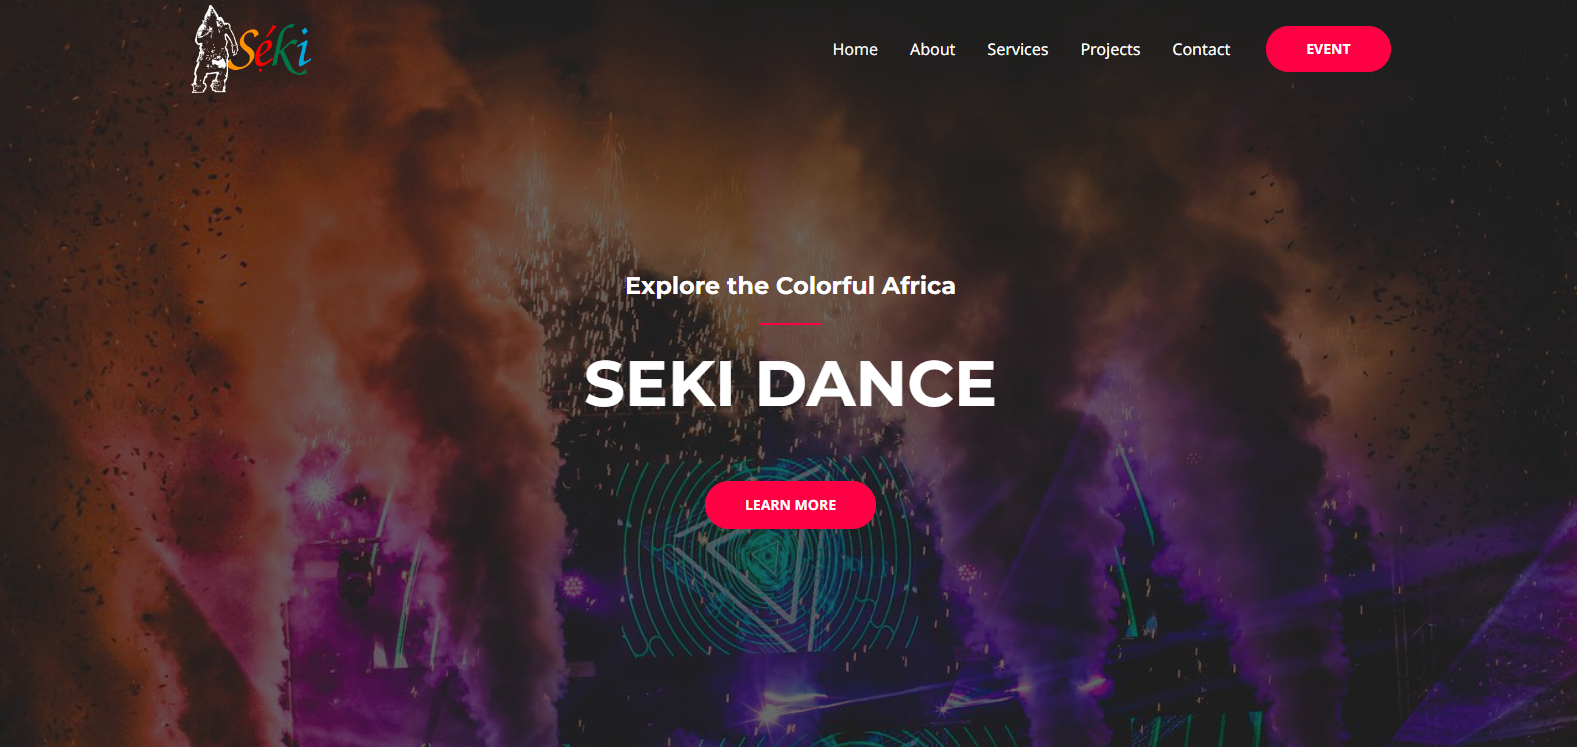 Séki
Home About Services Projects Contact EVENT
Explore the Colorful Africa
SEKI DANCE
LEARN MORE